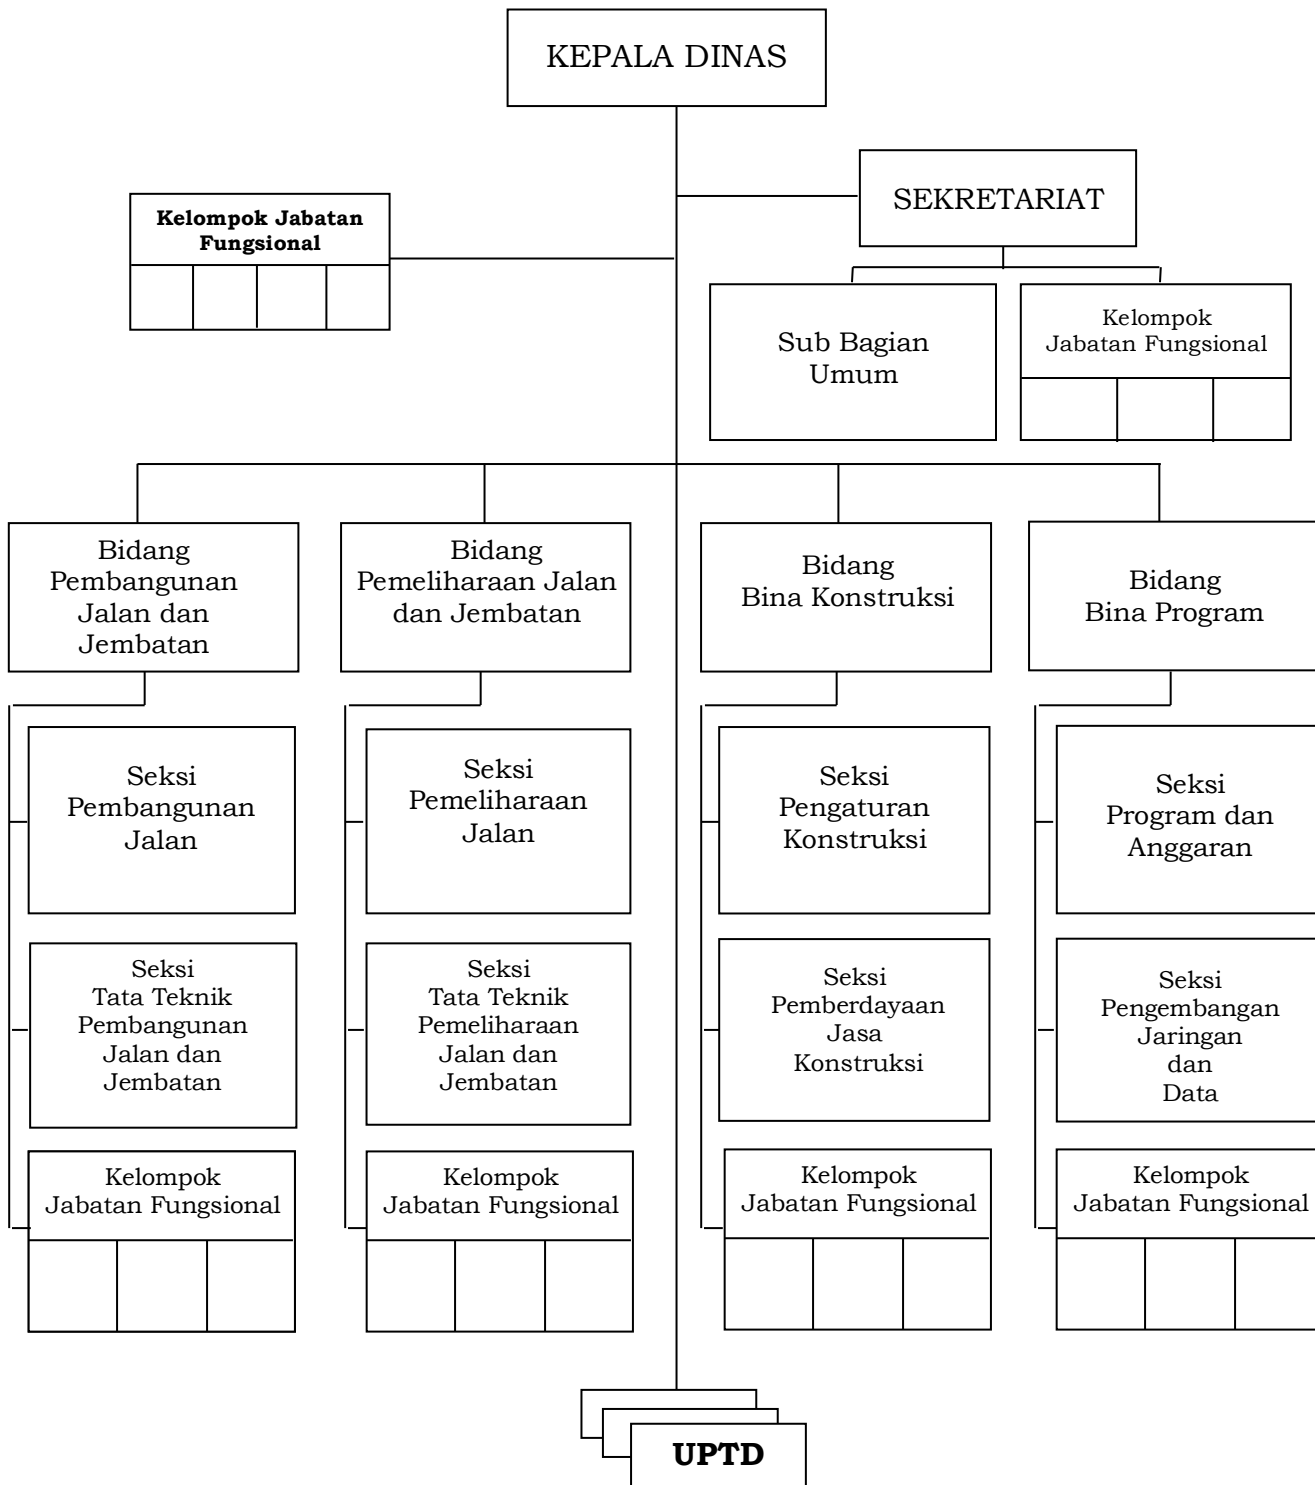 KEPALA DINAS
SEKRETARIAT
Kelompok Jabatan
Fungsional
Sub Bagian
Umum
Kelompok
Jabatan Fungsional
Bidang
Pembangunan
Jalan dan
Jembatan
Bidang
Pemeliharaan Jalan
dan Jembatan
Bidang
Bina Konstruksi
Bidang
Bina Program
Seksi
Pembangunan
Jalan
Seksi
Pemeliharaan
Jalan
Seksi
Pengaturan
Konstruksi
Seksi
Program dan
Anggaran
Seksi
Tata Teknik
Pembangunan
Jalan dan
Jembatan
Seksi
Tata Teknik
Pemeliharaan
Jalan dan
Jembatan
Seksi
Pemberdayaan
Jasa
Konstruksi
Seksi
Pengembangan
Jaringan
dan
Data
Kelompok
Jabatan Fungsional
Kelompok
Jabatan Fungsional
Kelompok
Jabatan Fungsional
Kelompok
Jabatan Fungsional
UPTD